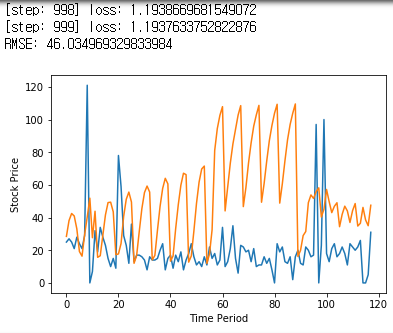 [step: 998] loss: 1.1938669681549072
[step: 999] loss: 1.1937633752822876
RMSE: 46.034969329833984
120
100
80
60
40
20
0
Stock Price
0 20 40 60 80 100 120
Time Period